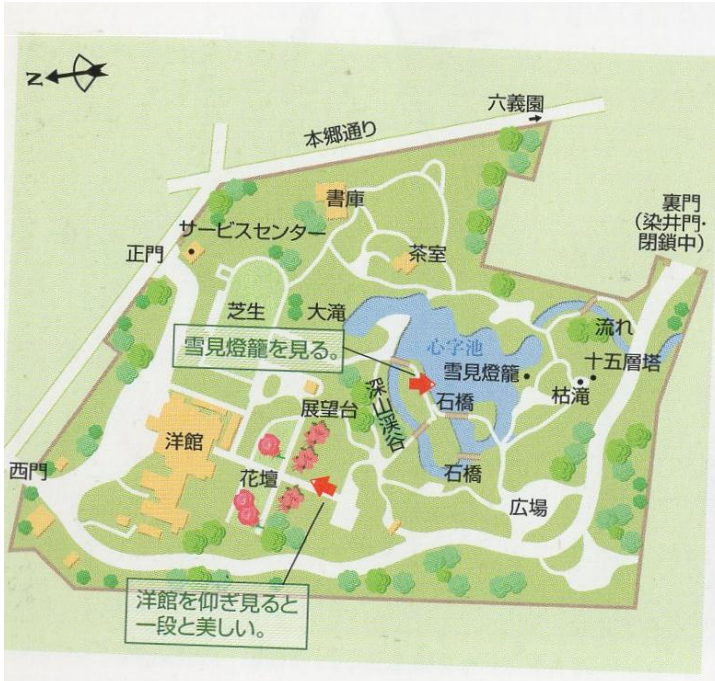 N
六義園
→
本郷通り
裏門
(染井門・
閉鎖中)
書庫
サービスセンター
正門
茶室
芝生
大滝
流れ
雪見燈籠を見る。
心字池
雪見燈籠
十五層塔
枯滝
石橋
深山渓谷
展望台
洋館
西門
花壇
石橋
広場
洋館を仰ぎ見ると
一段と美しい。